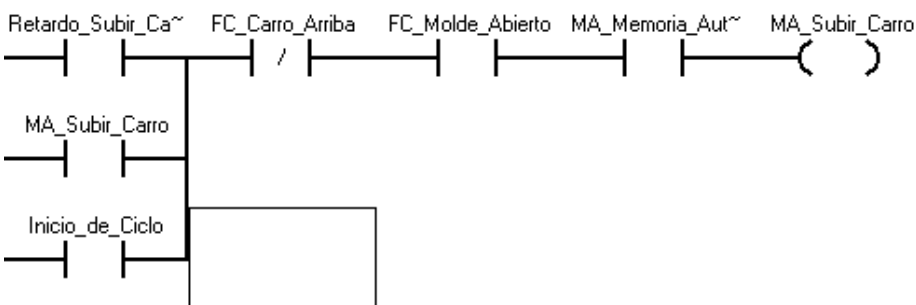 Retardo_Subir_Ca~ FC_Carro_Arriba FC_Molde_Abierto MA_Memoria_Aut~ MA_Subir_Carro
MA_Subir_Carro
Inicio_de_Ciclo